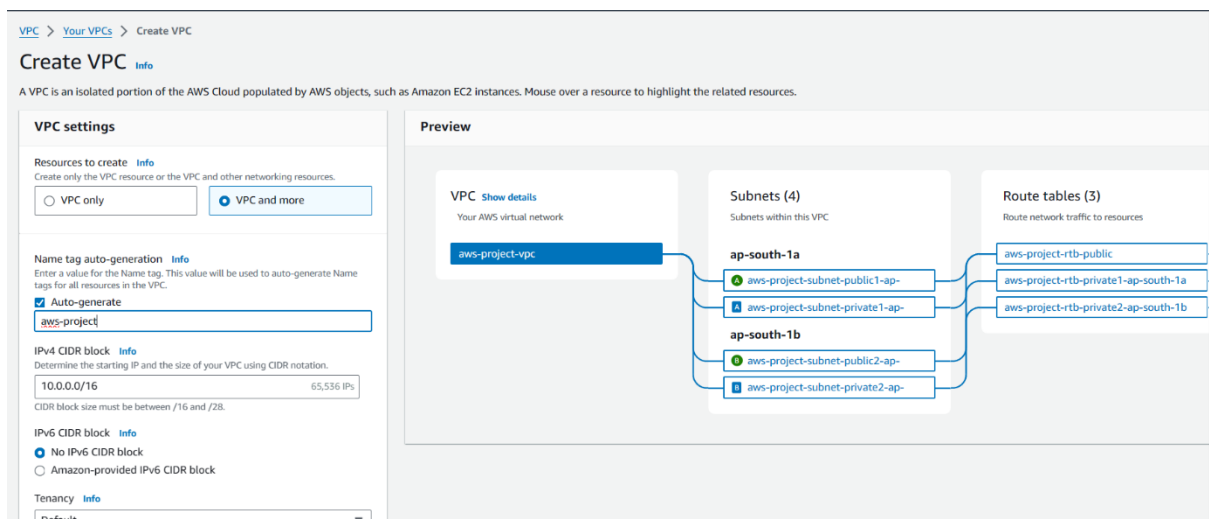 VPC > Your VPCs > Create VPC
Create VPC Info
A VPC is an isolated portion of the AWS Cloud populated by AWS objects, such as Amazon EC2 instances. Mouse over a resource to highlight the related resources.
VPC settings
Resources to create Info
Create only the VPC resource or the VPC and other networking resources.
VPC only
VPC and more
Name tag auto-generation Info
Enter a value for the Name tag. This value will be used to auto-generate Name
tags for all resources in the VPC.
Auto-generate
aws-project
IPv4 CIDR block Info
Determine the starting IP and the size of your VPC using CIDR notation.
10.0.0.0/16 65,536 IPs
CIDR block size must be between /16 and /28.
IPv6 CIDR block Info
No IPv6 CIDR block
Amazon-provided IPv6 CIDR block
Tenancy Info
Default
Preview
VPC Show details
Your AWS virtual network
aws-project-vpc
Subnets (4)
Subnets within this VPC
ap-south-1a
A aws-project-subnet-public1-ap-
A aws-project-subnet-private1-ap-
ap-south-1b
B aws-project-subnet-public2-ap-
B aws-project-subnet-private2-ap-
Route tables (3)
Route network traffic to resources
aws-project-rtb-public
aws-project-rtb-private1-ap-south-1a
aws-project-rtb-private2-ap-south-1b